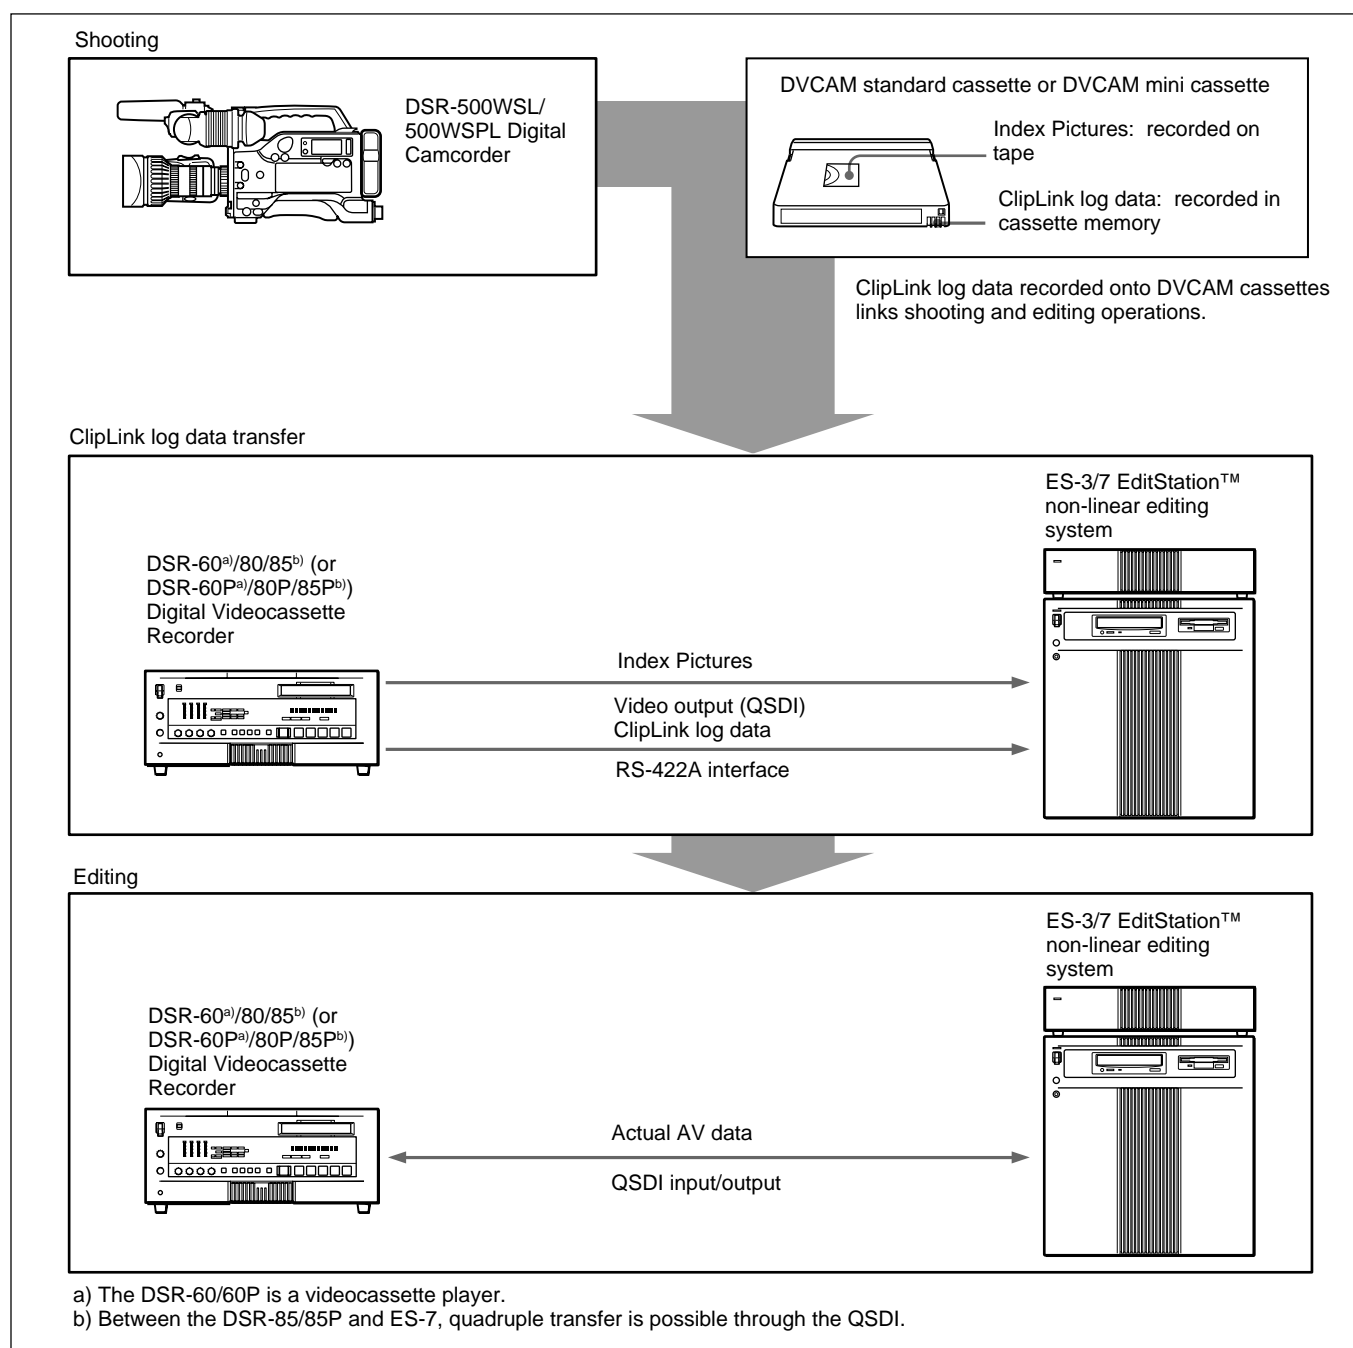 Shooting
DSR-500WSL/
500WSPL Digital
Camcorder
DVCAM standard cassette or DVCAM mini cassette
Index Pictures:  recorded on
tape
ClipLink log data:  recorded in
cassette memory
ClipLink log data recorded onto DVCAM cassettes
links shooting and editing operations.
ClipLink log data transfer
DSR-60a)/80/85b) (or
DSR-60Pa)/80P/85Pb))
Digital Videocassette
Recorder
ES-3/7 EditStation™
non-linear editing
system
Index Pictures
Video output (QSDI)
ClipLink log data
RS-422A interface
Editing
DSR-60a)/80/85b) (or
DSR-60Pa)/80P/85Pb))
Digital Videocassette
Recorder
ES-3/7 EditStation™
non-linear editing
system
Actual AV data
QSDI input/output
a) The DSR-60/60P is a videocassette player.
b) Between the DSR-85/85P and ES-7, quadruple transfer is possible through the QSDI.